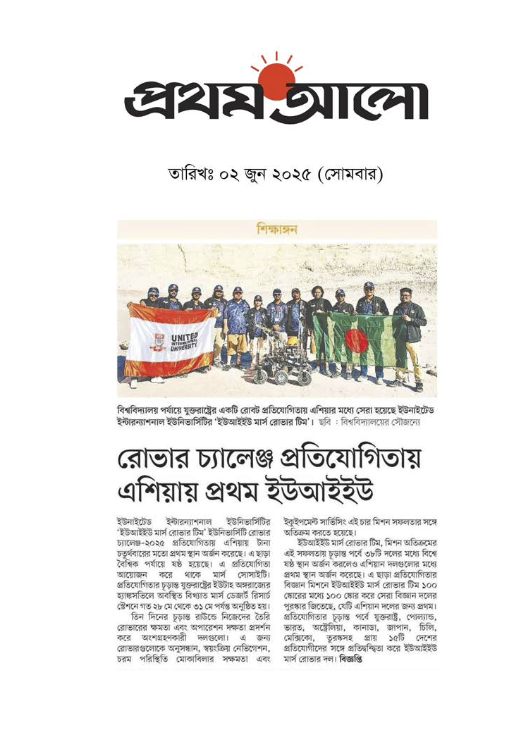 প্রথম আলো
তারিখঃ ০২ জুন ২০২৫ (সোমবার)
শিক্ষাঙ্গন
UNITED
INTERNATIONAL
UNIVERSITY
বিশ্ববিদ্যালয় পর্যায়ে যুক্তরাষ্ট্রের একটি রোবট প্রতিযোগিতায় এশিয়ার মধ্যে সেরা হয়েছে ইউনাইটেড
ইন্টারন্যাশনাল ইউনিভার্সিটির ‘ইউআইইউ মার্স রোভার টিম’। ছবি : বিশ্ববিদ্যালয়ের সৌজন্যে
রোভার চ্যালেঞ্জ প্রতিযোগিতায়
এশিয়ায় প্রথম ইউআইইউ
ইউনাইটেড ইন্টারন্যাশনাল ইউনিভার্সিটির
‘ইউআইইউ মার্স রোভার টিম’ ইউনিভার্সিটি রোভার
চ্যালেঞ্জ-২০২৫ প্রতিযোগিতায় এশিয়ায় টানা
চতুর্থবারের মতো প্রথম স্থান অর্জন করেছে। এ ছাড়া
বৈশ্বিক পর্যায়ে ষষ্ঠ হয়েছে। এ প্রতিযোগিতা
আয়োজন করে থাকে মার্স সোসাইটি।
প্রতিযোগিতার চূড়ান্ত যুক্তরাষ্ট্রের ইউটাহ অঙ্গরাজ্যের
হ্যাঙ্কসভিলে অবস্থিত বিখ্যাত মার্স ডেজার্ট রিসার্চ
স্টেশনে গত ২৮ মে থেকে ৩১ মে পর্যন্ত অনুষ্ঠিত হয়।
তিন দিনের চূড়ান্ত রাউন্ডে নিজেদের তৈরি
রোভারের ক্ষমতা এবং অপারেশন দক্ষতা প্রদর্শন
করে অংশগ্রহণকারী দলগুলো। এ জন্য
রোভারগুলোকে অনুসন্ধান, স্বয়ংক্রিয় নেভিগেশন,
চরম পরিস্থিতি মোকাবিলার সক্ষমতা এবং
ইকুইপমেন্ট সার্ভিসিং এই চার মিশন সফলতার সঙ্গে
অতিক্রম করতে হয়েছে।
ইউআইইউ মার্স রোভার টিম, মিশন অতিক্রমের
এই সফলতায় চূড়ান্ত পর্বে ৩৮টি দলের মধ্যে বিশ্বে
ষষ্ঠ স্থান অর্জন করলেও এশিয়ান দলগুলোর মধ্যে
প্রথম স্থান অর্জন করেছে। এ ছাড়া প্রতিযোগিতার
বিজ্ঞান মিশনে ইউআইইউ মার্স রোভার টিম ১০০
স্কোরের মধ্যে ১০০ স্কোর করে সেরা বিজ্ঞান দলের
পুরস্কার জিতেছে, যেটি এশিয়ান দলের জন্য প্রথম।
প্রতিযোগিতার চূড়ান্ত পর্বে যুক্তরাষ্ট্র, পোল্যান্ড,
ভারত, অস্ট্রেলিয়া, কানাডা, জাপান, চিলি,
মেক্সিকো, তুরস্কসহ প্রায় ১৫টি দেশের
প্রতিযোগীদের সঙ্গে প্রতিদ্বন্দ্বিতা করে ইউআইইউ
মার্স রোভার দল। বিজ্ঞপ্তি